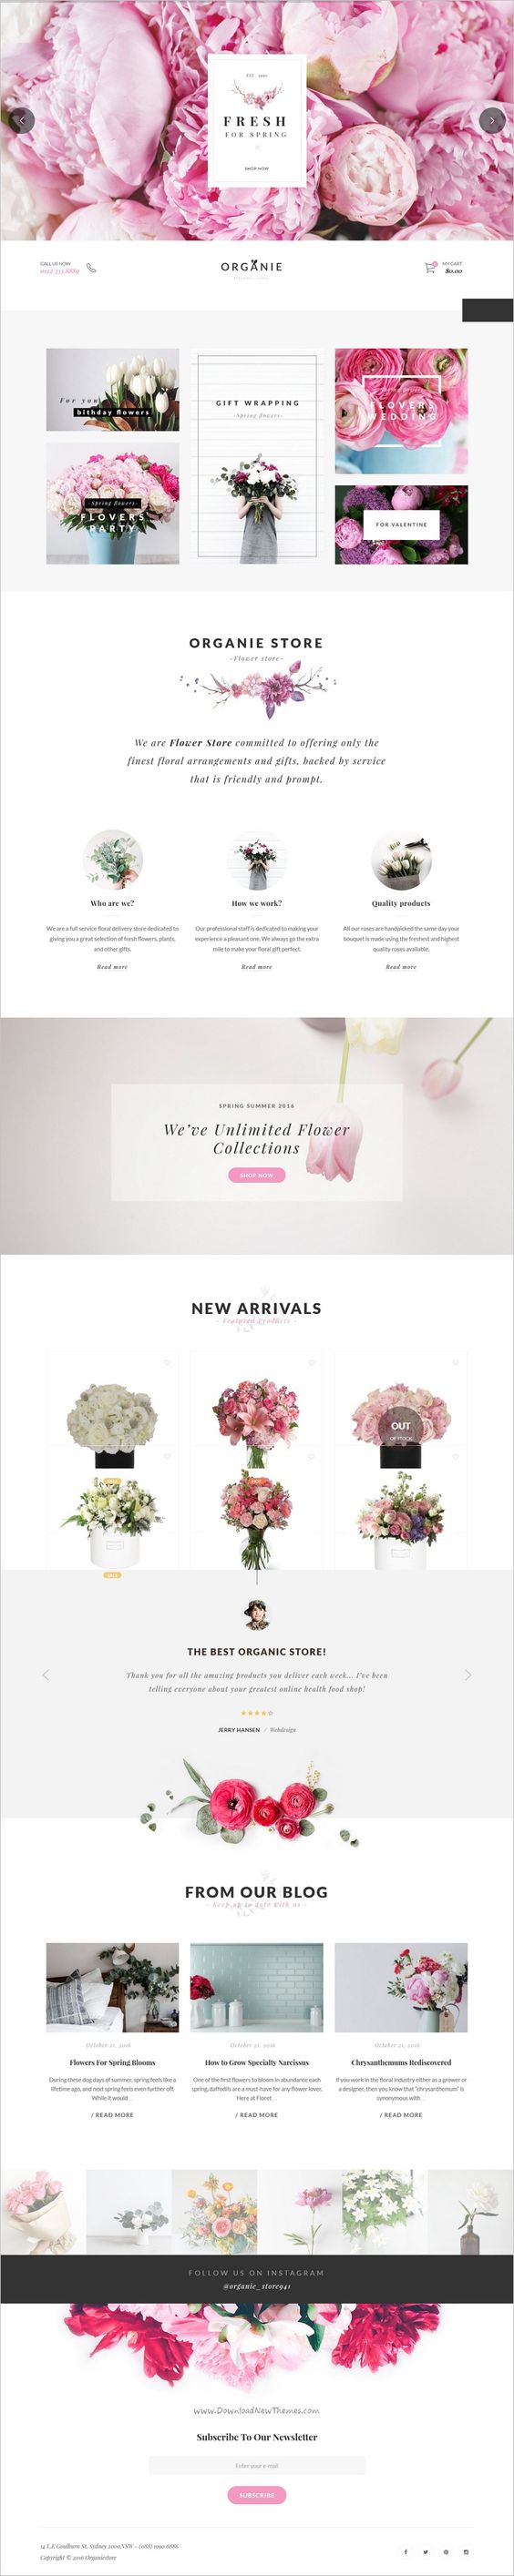 EST. 1990
FRESH
FOR SPRING
SHOP NOW
CALL US NOW
MY CART
0
$0.00
ORGANIE
For you
bithday flowers
GIFT WRAPPING
-Spring flowers-
FLOVERS
WEDDING
-Spring flowers-
FLOVERS
PARTY
FOR VALENTINE
ORGANIE STORE
-Flower store-
We are Flower Store committed to offering only the
finest floral arrangements and gifts, backed by service
that is friendly and prompt.
Who are we?
How we work?
Quality products
We are a full service floral delivery store dedicated to
giving you a great selection of fresh flowers, plants,
and other gifts.
Our professional staff is dedicated to making your
experience a pleasant one. We always go the extra
mile to make your floral gift perfect.
All our roses are handpicked the same day your
bouquet is made using the freshest and highest
quality roses available.
Read more
Read more
Read more
SPRING SUMMER 2016
We've Unlimited Flower
Collections
SHOP NOW
NEW ARRIVALS
- Featured Products -
OUT
OF STOCK
SALE
SALE
THE BEST ORGANIC STORE!
Thank you for all the amazing products you deliver each week... I've been
telling everyone about your greatest online health food shop!
JERRY HANSEN / Webdesign
FROM OUR BLOG
- Keep up to date with us -
October 21, 2016
October 21, 2016
October 21, 2016
Flowers For Spring Blooms
How to Grow Specialty Narcissus
Chrysanthemums Rediscovered
During these dog days of summer, spring feels like a
lifetime ago, and next spring feels even further off.
While it would…
One of the first flowers to bloom in abundance each
spring, daffodils are a must-have for any flower lover.
Here at Floret…
If you work in the floral industry either as a grower or
a designer, then you know that "chrysanthemum" is
synonymous with…
/ READ MORE
/ READ MORE
/ READ MORE
FOLLOW US ON INSTAGRAM
@organie_store941
www.DownloadNewThemes.com
Subscribe To Our Newsletter
Enter your e-mail
SUBSCRIBE
14 L.E Goulburn St, Sydney 2000NSW - (088) 1990 6886
Copyright © 2016 Organiestore